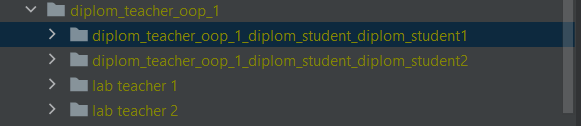 diplom_teacher_oop_1
diplom_teacher_oop_1_diplom_student_diplom_student1
diplom_teacher_oop_1_diplom_student_diplom_student2
lab teacher 1
lab teacher 2